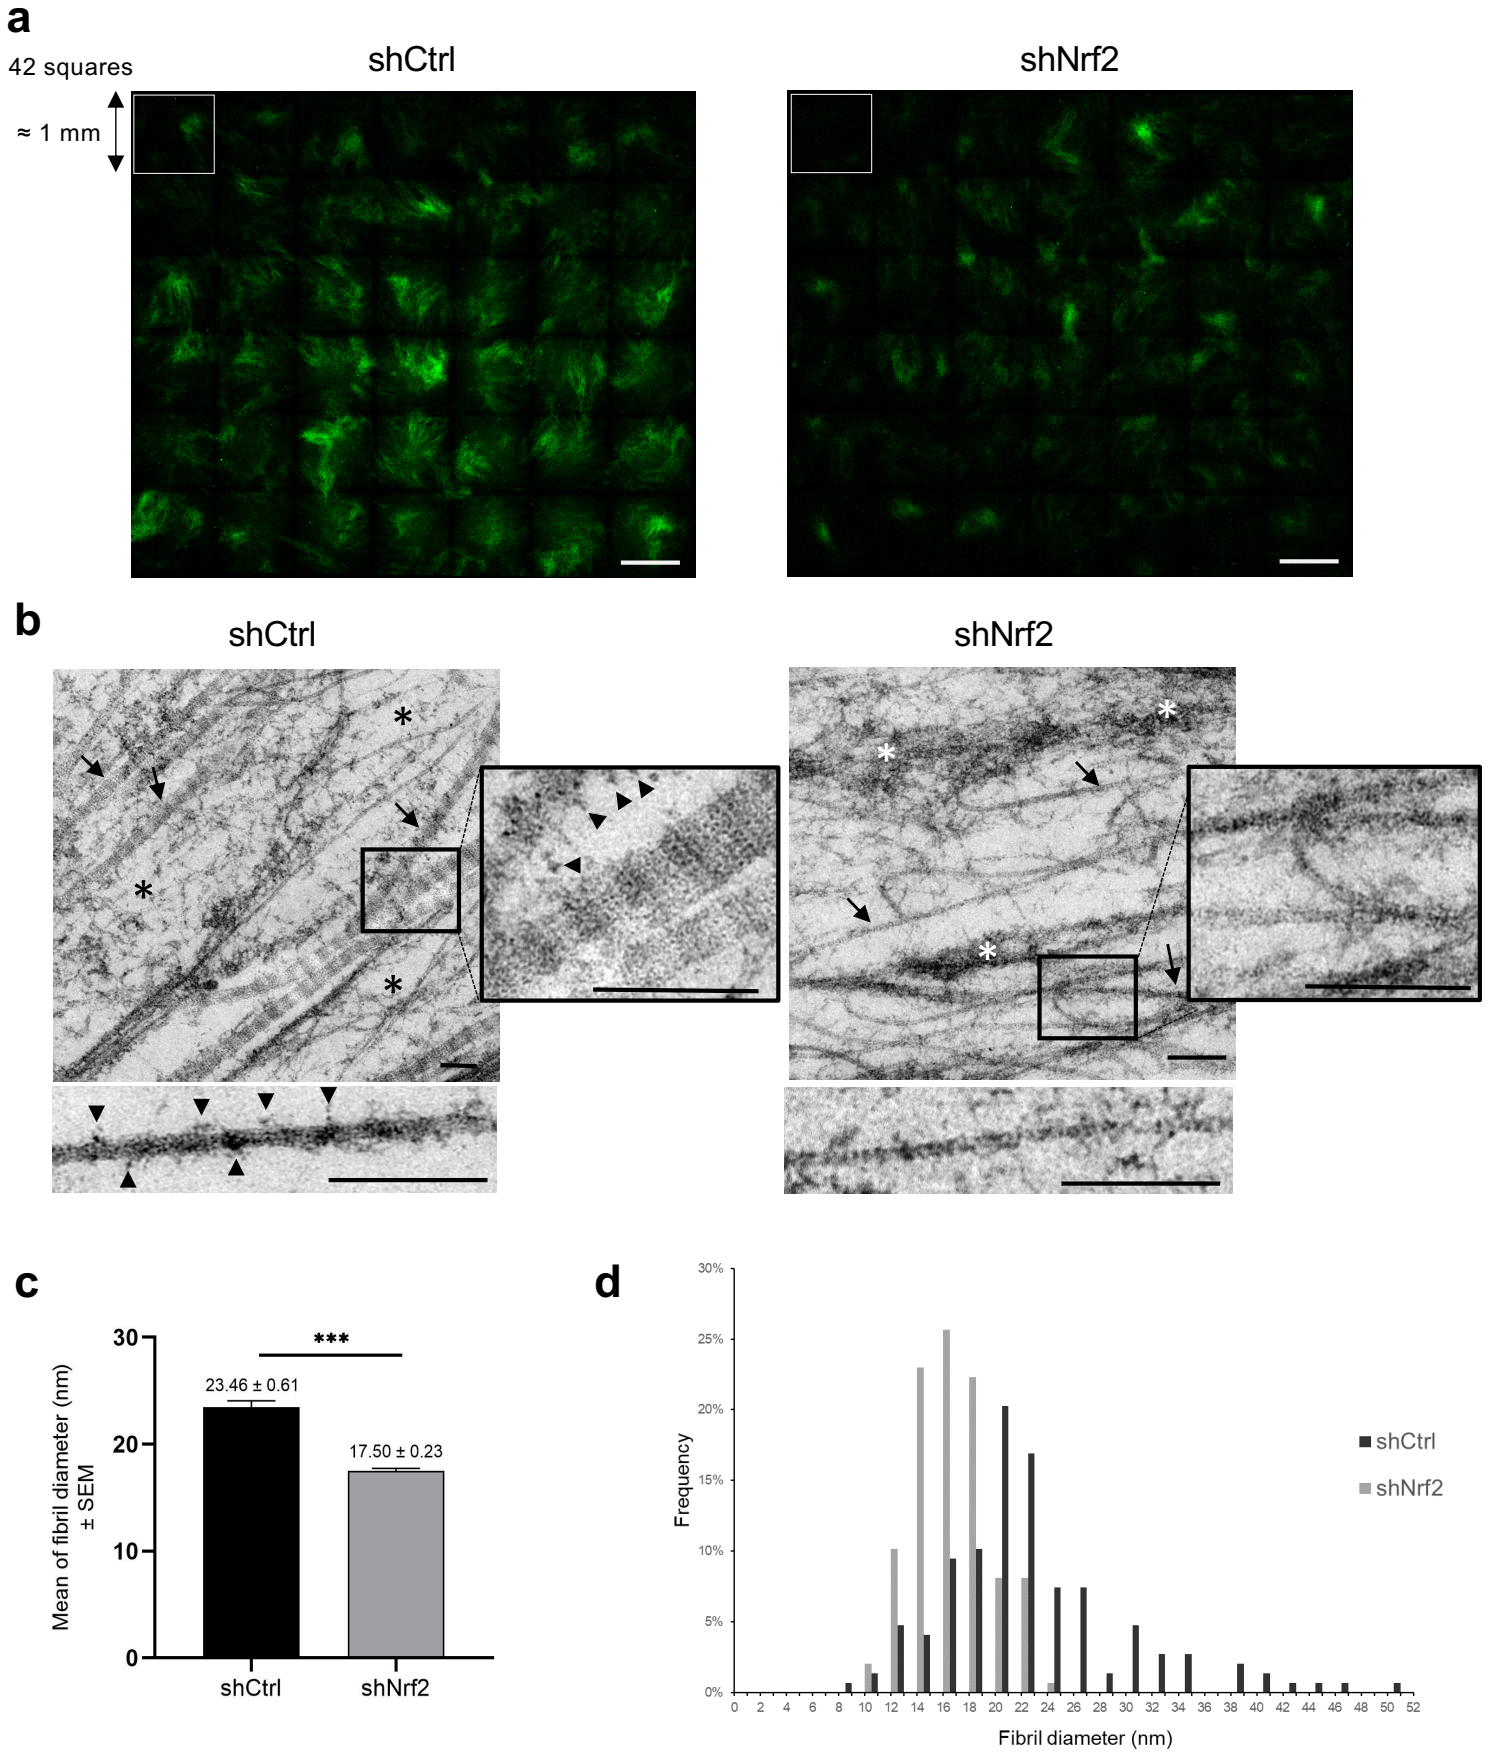 a
shCtrl
shNrf2
42 squares
≈ 1 mm
b
shCtrl
shNrf2
*
*
*
*
*
*
c
30
20
10
0
Mean of fibril diameter (nm)
± SEM
***
23.46 ± 0.61
17.50 ± 0.23
shCtrl
shNrf2
d
30%
25%
20%
15%
10%
5%
0%
Frequency
shCtrl
shNrf2
0 2 4 6 8 10 12 14 16 18 20 22 24 26 28 30 32 34 36 38 40 42 44 46 48 50 52
Fibril diameter (nm)